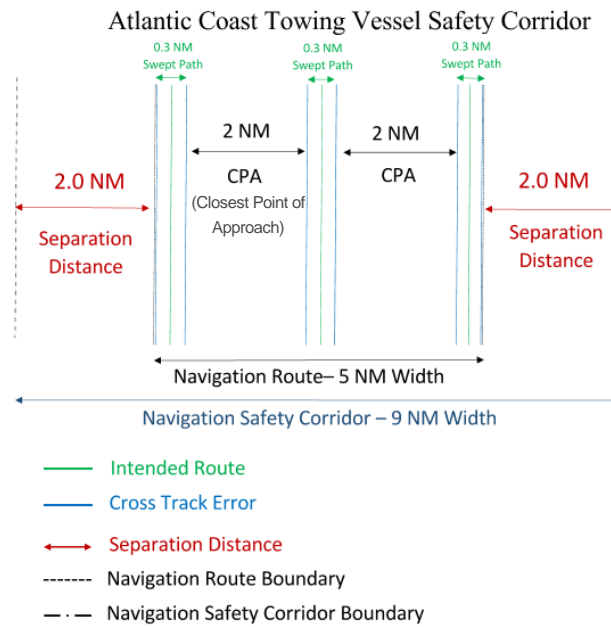 Atlantic Coast Towing Vessel Safety Corridor
0.3 NM
Swept Path
0.3 NM
Swept Path
0.3 NM
Swept Path
2 NM
CPA
(Closest Point of
Approach)
2 NM
CPA
2.0 NM
Separation
Distance
2.0 NM
Separation
Distance
Navigation Route– 5 NM Width
Navigation Safety Corridor – 9 NM Width
Intended Route
Cross Track Error
Separation Distance
Navigation Route Boundary
Navigation Safety Corridor Boundary